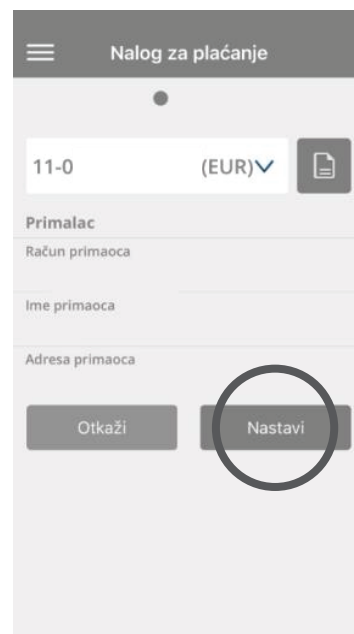 Nalog za plaćanje
11-0 (EUR)
Primalac
Račun primaoca
Ime primaoca
Adresa primaoca
Otkaži Nastavi